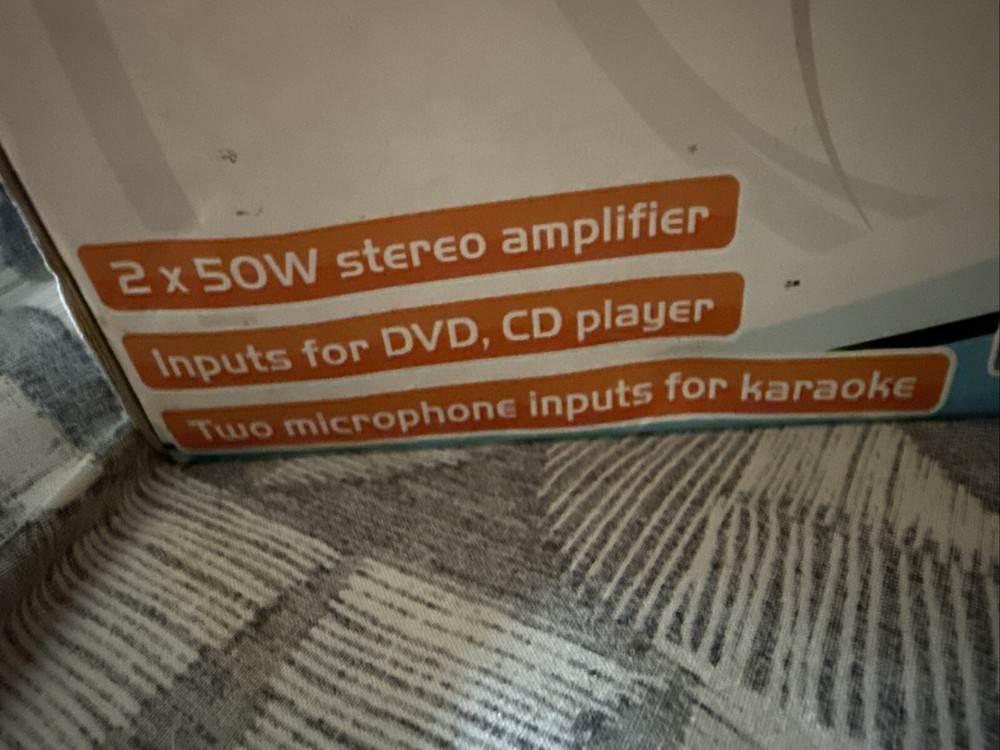 2 x 50W stereo amplifier
Inputs for DVD, CD player
Two microphone inputs for karaoke